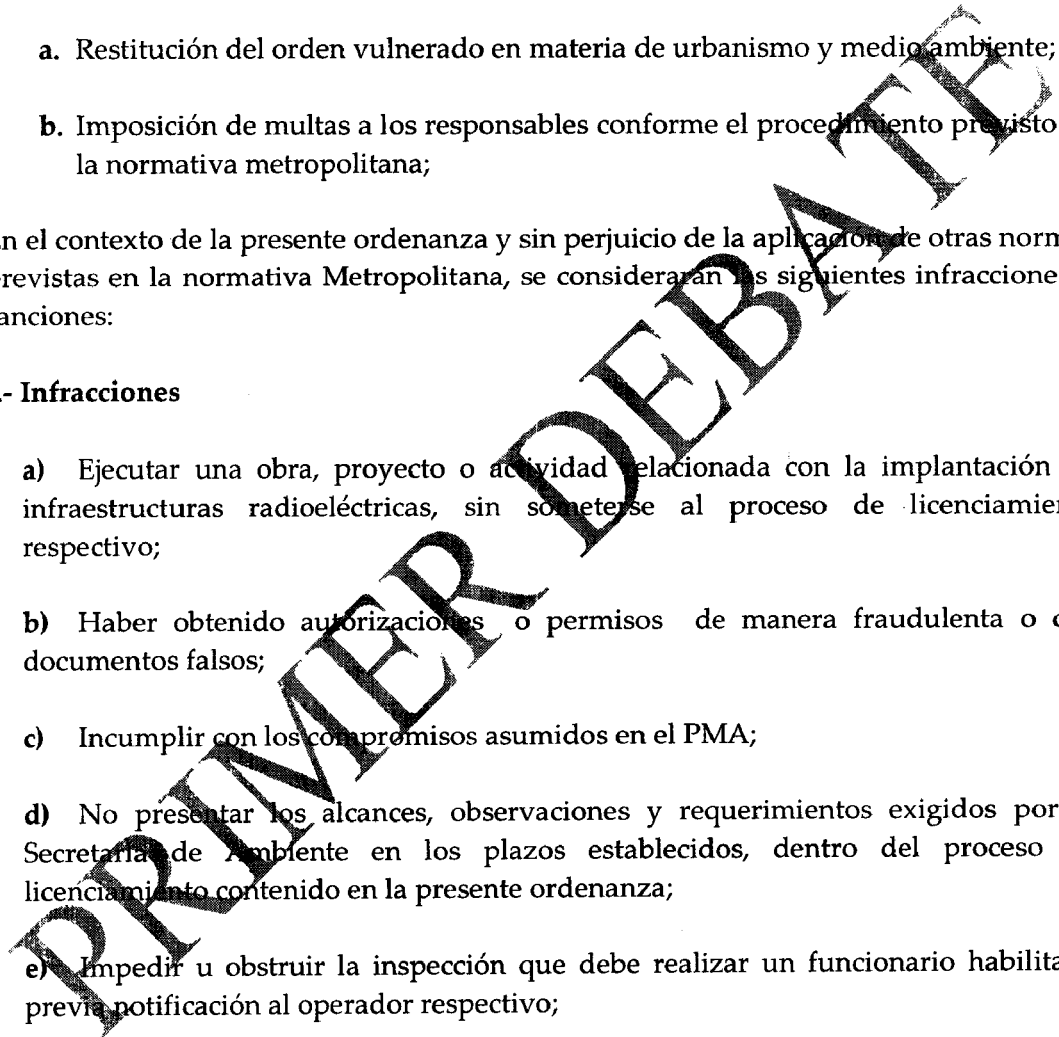 a. Restitución del orden vulnerado en materia de urbanismo y medio ambiente;
b. Imposición de multas a los responsables conforme el procedimiento previsto
la normativa metropolitana;
n el contexto de la presente ordenanza y sin perjuicio de la aplicación de otras norm
revistas en la normativa Metropolitana, se considerarán las siguientes infraccione
anciones:
.- Infracciones
a) Ejecutar una obra, proyecto o actividad relacionada con la implantación
infraestructuras radioeléctricas, sin someterse al proceso de licenciamie
respectivo;
b) Haber obtenido autorizaciones o permisos de manera fraudulenta o c
documentos falsos;
c) Incumplir con los compromisos asumidos en el PMA;
d) No presentar los alcances, observaciones y requerimientos exigidos por
Secretaría de Ambiente en los plazos establecidos, dentro del proceso
licenciamiento contenido en la presente ordenanza;
e) Impedir u obstruir la inspección que debe realizar un funcionario habilita
previa notificación al operador respectivo;
PRIMER DEBATE